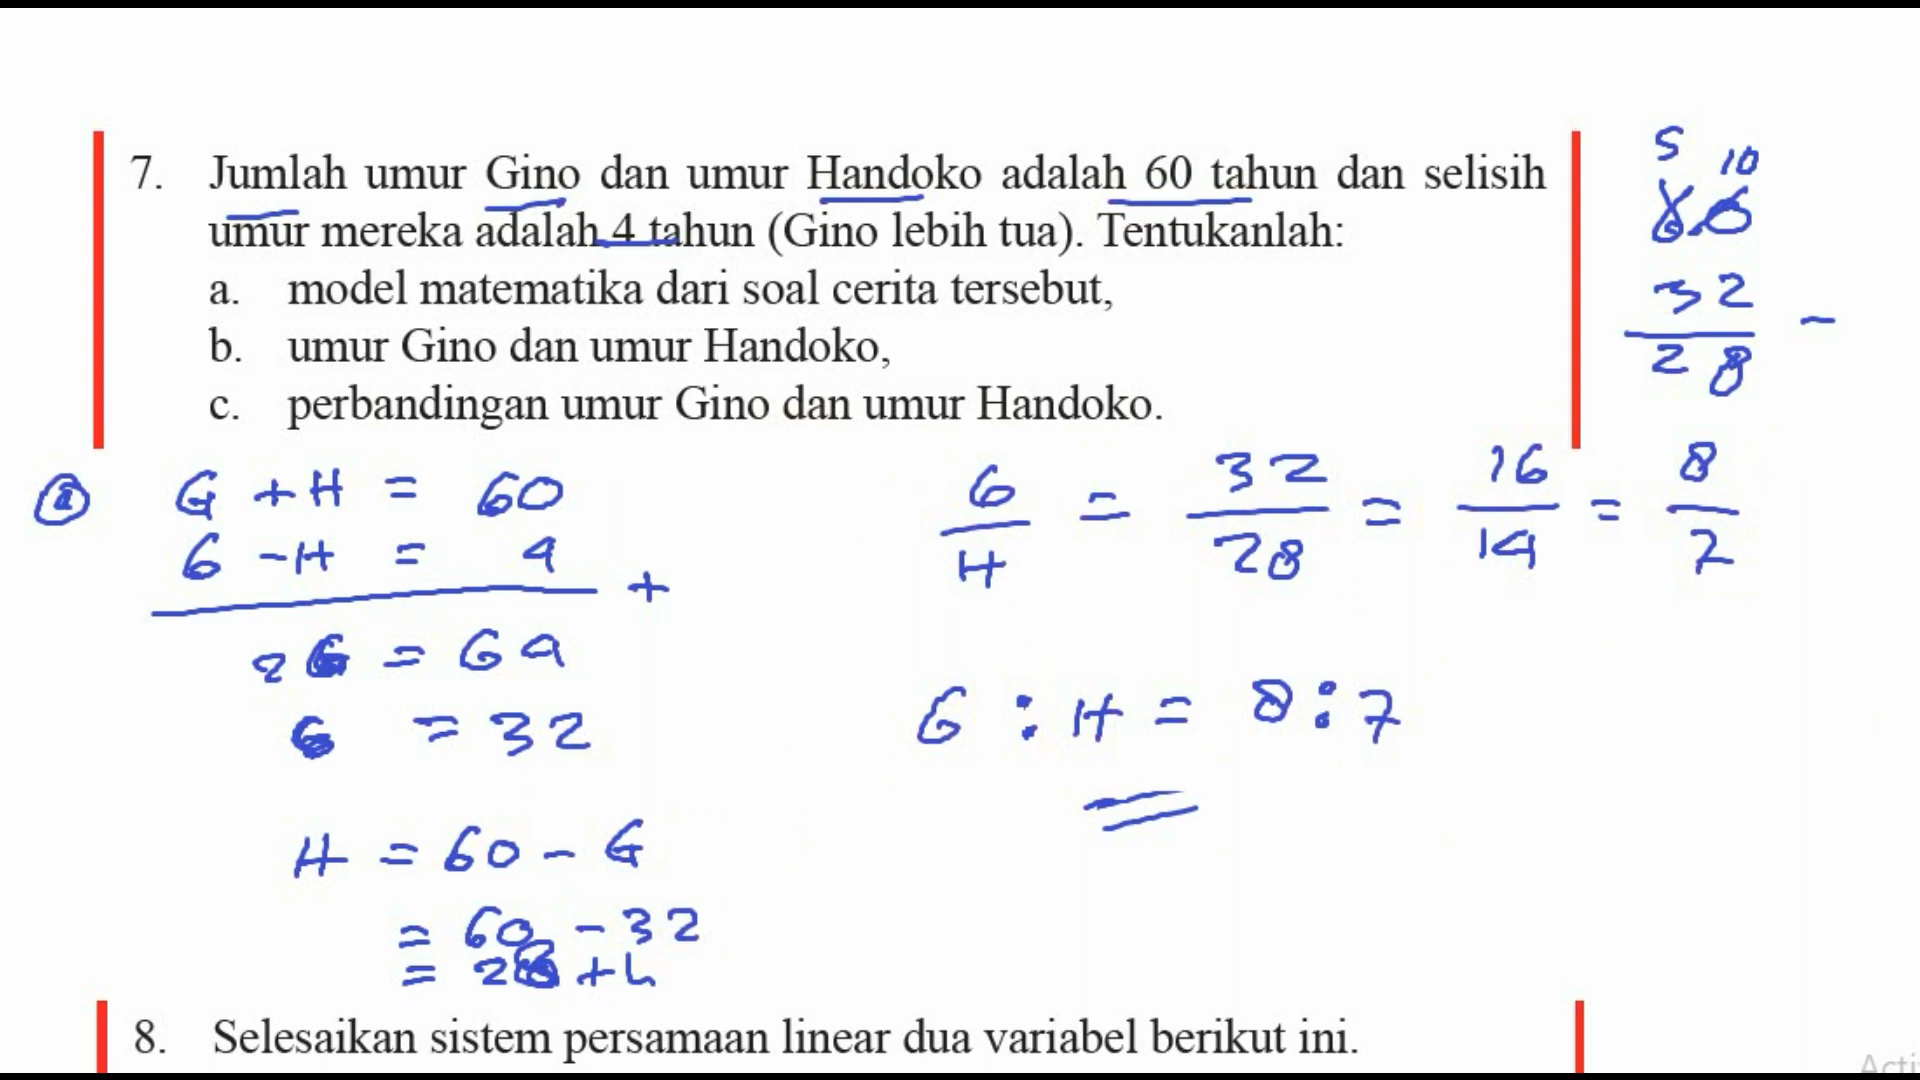 7. Jumlah umur Gino dan umur Handoko adalah 60 tahun dan selisih
umur mereka adalah 4 tahun (Gino lebih tua). Tentukanlah:
a. model matematika dari soal cerita tersebut,
b. umur Gino dan umur Handoko,
c. perbandingan umur Gino dan umur Handoko.
5 10
60
32 -
28
a G + H = 60
G - H = 4 +
2G = 64
G = 32
H = 60 - G
= 60 - 32
= 28 th
G/H = 32/28 = 16/14 = 8/7
G : H = 8 : 7
8. Selesaikan sistem persamaan linear dua variabel berikut ini.